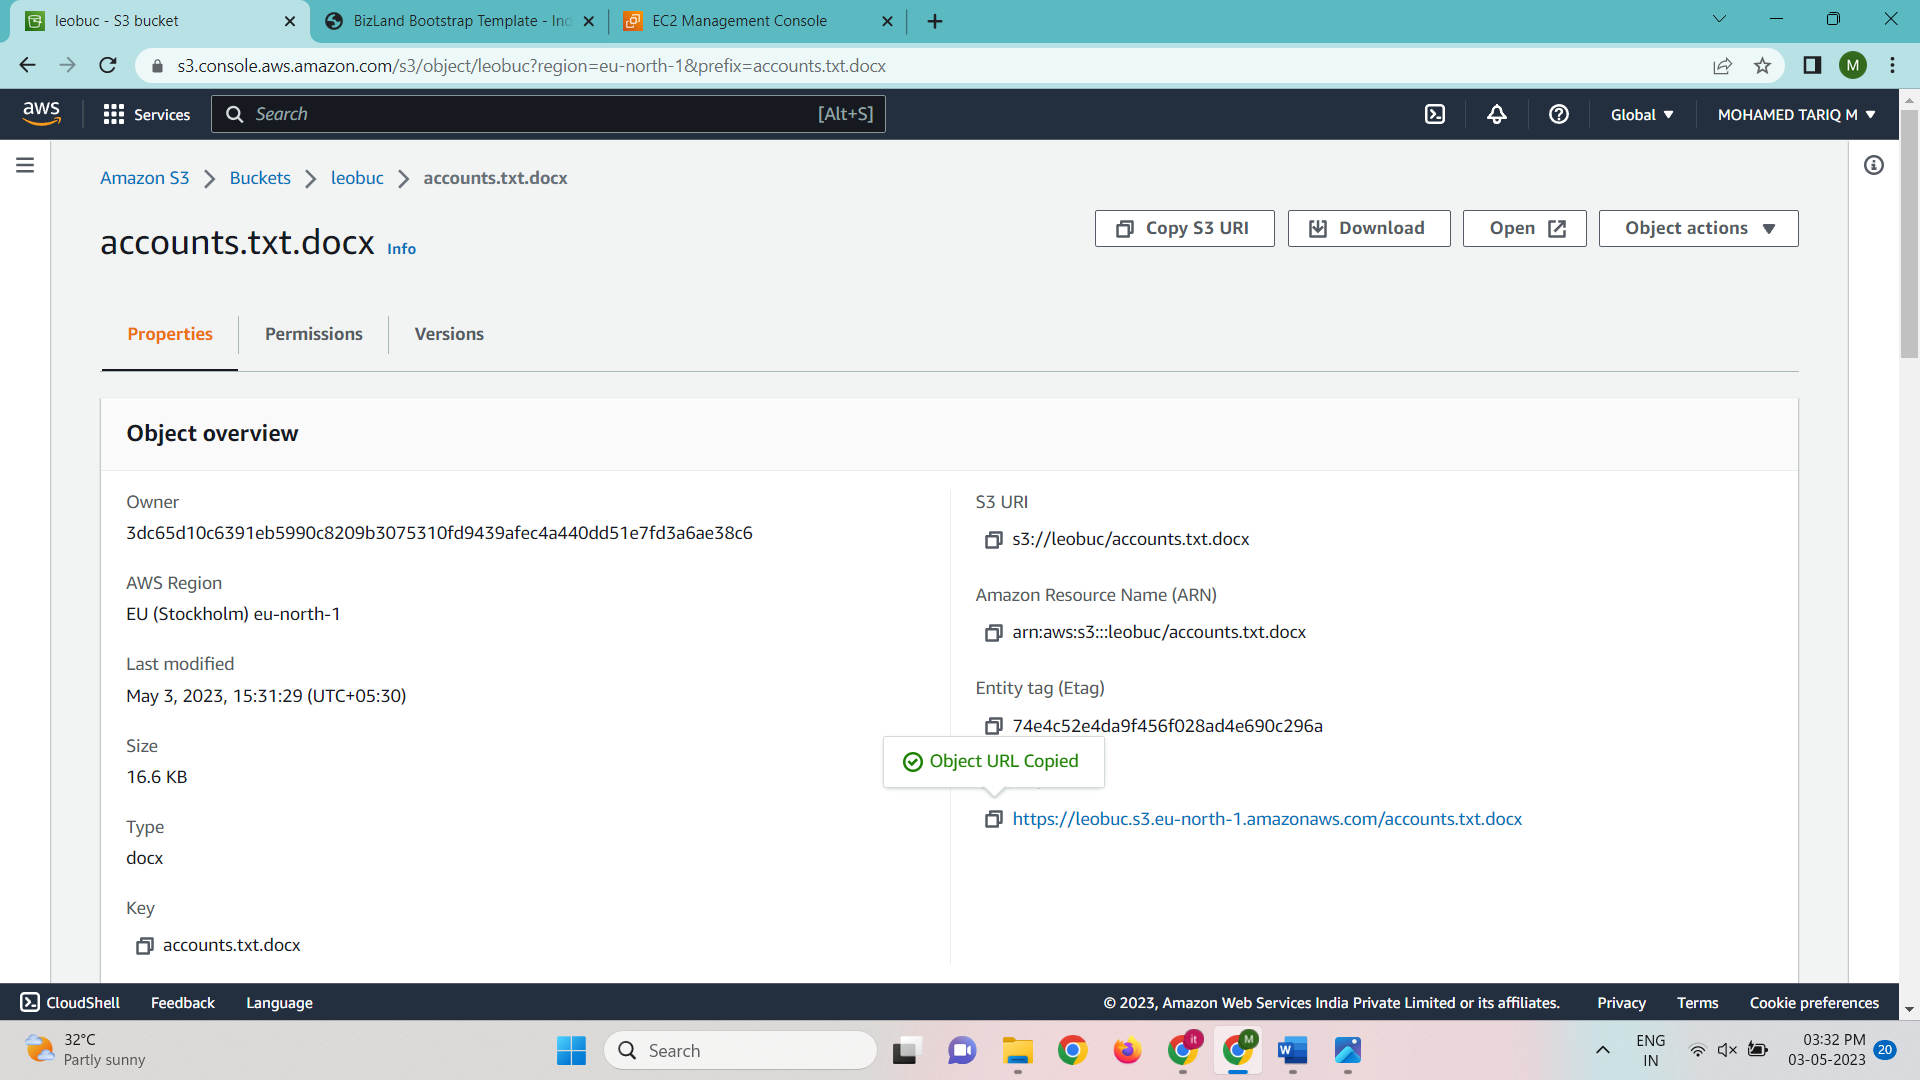 leobuc - S3 bucket
BizLand Bootstrap Template - Ind
EC2 Management Console
s3.console.aws.amazon.com/s3/object/leobuc?region=eu-north-1&prefix=accounts.txt.docx
M
aws
Services
Search
[Alt+S]
Global
MOHAMED TARIQ M
Amazon S3
Buckets
leobuc
accounts.txt.docx
accounts.txt.docx
Info
Copy S3 URI
Download
Open
Object actions
Properties
Permissions
Versions
Object overview
Owner
3dc65d10c6391eb5990c8209b3075310fd9439afec4a440dd51e7fd3a6ae38c6
AWS Region
EU (Stockholm) eu-north-1
Last modified
May 3, 2023, 15:31:29 (UTC+05:30)
Size
16.6 KB
Type
docx
Key
accounts.txt.docx
S3 URI
s3://leobuc/accounts.txt.docx
Amazon Resource Name (ARN)
arn:aws:s3:::leobuc/accounts.txt.docx
Entity tag (Etag)
74e4c52e4da9f456f028ad4e690c296a
Object URL Copied
https://leobuc.s3.eu-north-1.amazonaws.com/accounts.txt.docx
CloudShell
Feedback
Language
© 2023, Amazon Web Services India Private Limited or its affiliates.
Privacy
Terms
Cookie preferences
32°C
Partly sunny
Search
it
M
W
ENG
IN
03:32 PM
03-05-2023
20